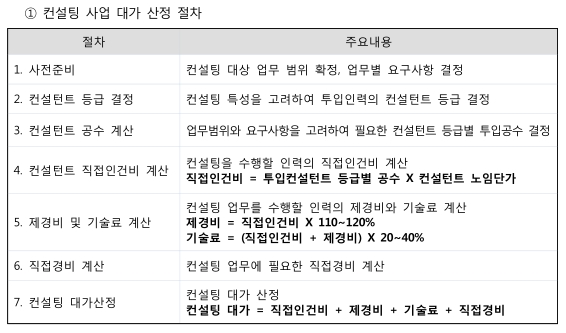 ① 컨설팅 사업 대가 산정 절차
절차 주요내용
1. 사전준비 컨설팅 대상 업무 범위 확정, 업무별 요구사항 결정
2. 컨설턴트 등급 결정 컨설팅 특성을 고려하여 투입인력의 컨설턴트 등급 결정
3. 컨설턴트 공수 계산 업무범위와 요구사항을 고려하여 필요한 컨설턴트 등급별 투입공수 결정
4. 컨설턴트 직접인건비 계산 컨설팅을 수행할 인력의 직접인건비 계산
직접인건비 = 투입컨설턴트 등급별 공수 X 컨설턴트 노임단가
5. 제경비 및 기술료 계산 컨설팅 업무를 수행할 인력의 제경비와 기술료 계산
제경비 = 직접인건비 X 110~120%
기술료 = (직접인건비 + 제경비) X 20~40%
6. 직접경비 계산 컨설팅 업무에 필요한 직접경비 계산
7. 컨설팅 대가산정 컨설팅 대가 산정
컨설팅 대가 = 직접인건비 + 제경비 + 기술료 + 직접경비